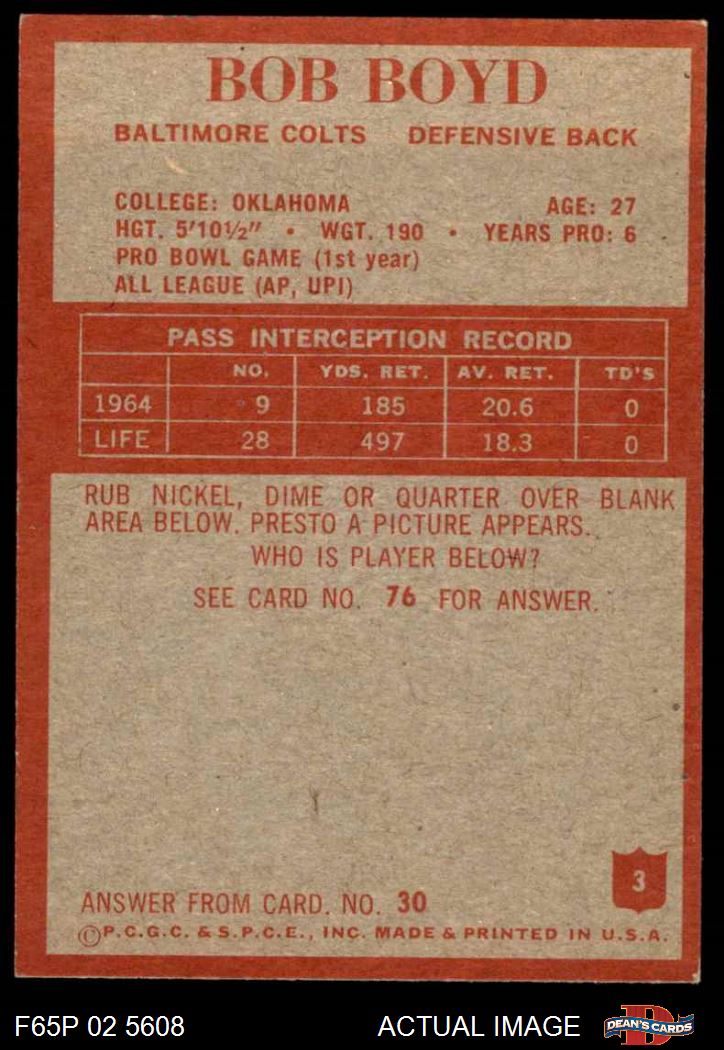 BOB BOYD
BALTIMORE COLTS DEFENSIVE BACK
COLLEGE: OKLAHOMA AGE: 27
HGT. 5'10½" • WGT. 190 • YEARS PRO: 6
PRO BOWL GAME (1st year)
ALL LEAGUE (AP, UPI)
PASS INTERCEPTION RECORD
NO. YDS. RET. AV. RET. TD'S
1964 9 185 20.6 0
LIFE 28 497 18.3 0
RUB NICKEL, DIME OR QUARTER OVER BLANK
AREA BELOW. PRESTO A PICTURE APPEARS.
WHO IS PLAYER BELOW?
SEE CARD NO. 76 FOR ANSWER.
3
ANSWER FROM CARD. NO. 30
©P.C.G.C. & S.P.C.E., INC. MADE & PRINTED IN U.S.A.
F65P 02 5608 ACTUAL IMAGE D DEAN'S CARDS